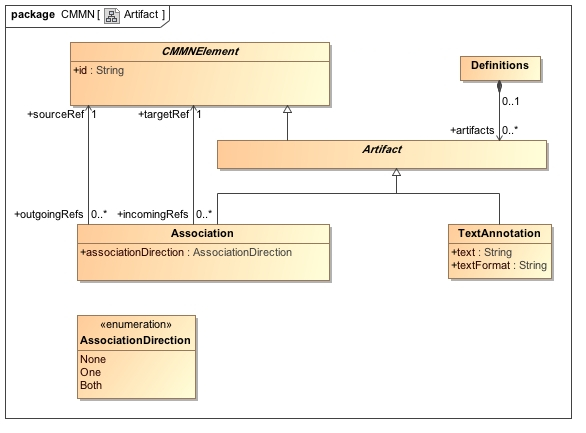 package CMMN [ Artifact ]
CMMNElement
+id : String
Definitions
0..1
+sourceRef 1 +targetRef 1
+artifacts 0..*
Artifact
+outgoingRefs 0..* +incomingRefs 0..*
Association
+associationDirection : AssociationDirection
TextAnnotation
+text : String
+textFormat : String
«enumeration»
AssociationDirection
None
One
Both